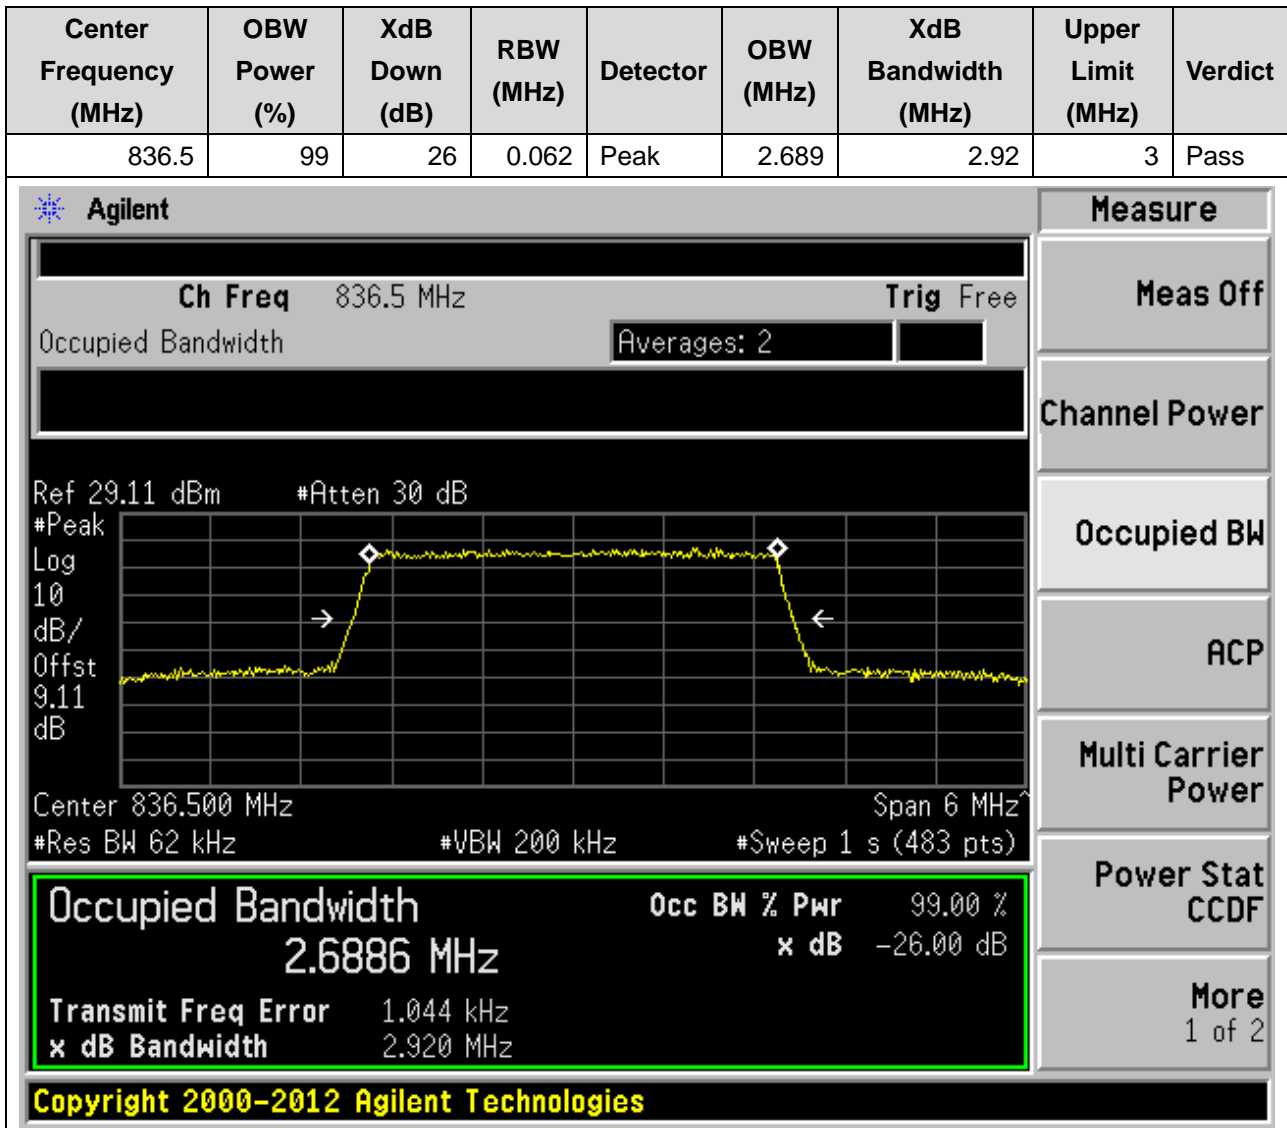 Center Frequency (MHz) OBW Power (%) XdB Down (dB) RBW (MHz) Detector OBW (MHz) XdB Bandwidth (MHz) Upper Limit (MHz) Verdict
836.5 99 26 0.062 Peak 2.689 2.92 3 Pass
Agilent
Measure
Ch Freq 836.5 MHz Trig Free
Occupied Bandwidth Averages: 2
Meas Off
Channel Power
Occupied BW
ACP
Multi Carrier
Power
Power Stat
CCDF
More
1 of 2
Ref 29.11 dBm #Atten 30 dB
#Peak
Log
10
dB/
Offst
9.11
dB
Center 836.500 MHz Span 6 MHz^
#Res BW 62 kHz #VBW 200 kHz #Sweep 1 s (483 pts)
Occupied Bandwidth Occ BW % Pwr 99.00 %
2.6886 MHz x dB -26.00 dB
Transmit Freq Error 1.044 kHz
x dB Bandwidth 2.920 MHz
Copyright 2000-2012 Agilent Technologies